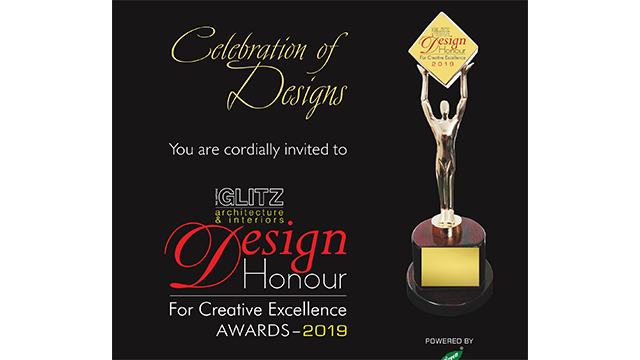 Celebration of
Designs
You are cordially invited to
GLITZ
architecture
& interiors
Design
Honour
For Creative Excellence
AWARDS–2019
GLITZ
Design
Honour
For Creative Excellence
2019
POWERED BY